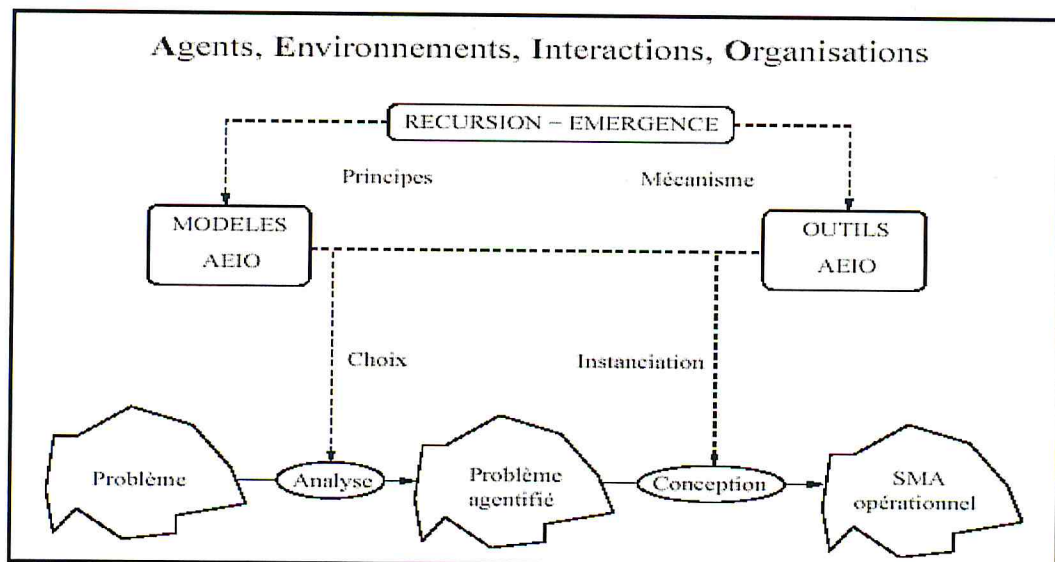 Agents, Environnements, Interactions, Organisations
RECURSION – EMERGENCE
Principes
Mécanisme
MODELES
AEIO
OUTILS
AEIO
Choix
Instanciation
Problème
Analyse
Problème
agentifié
Conception
SMA
opérationnel